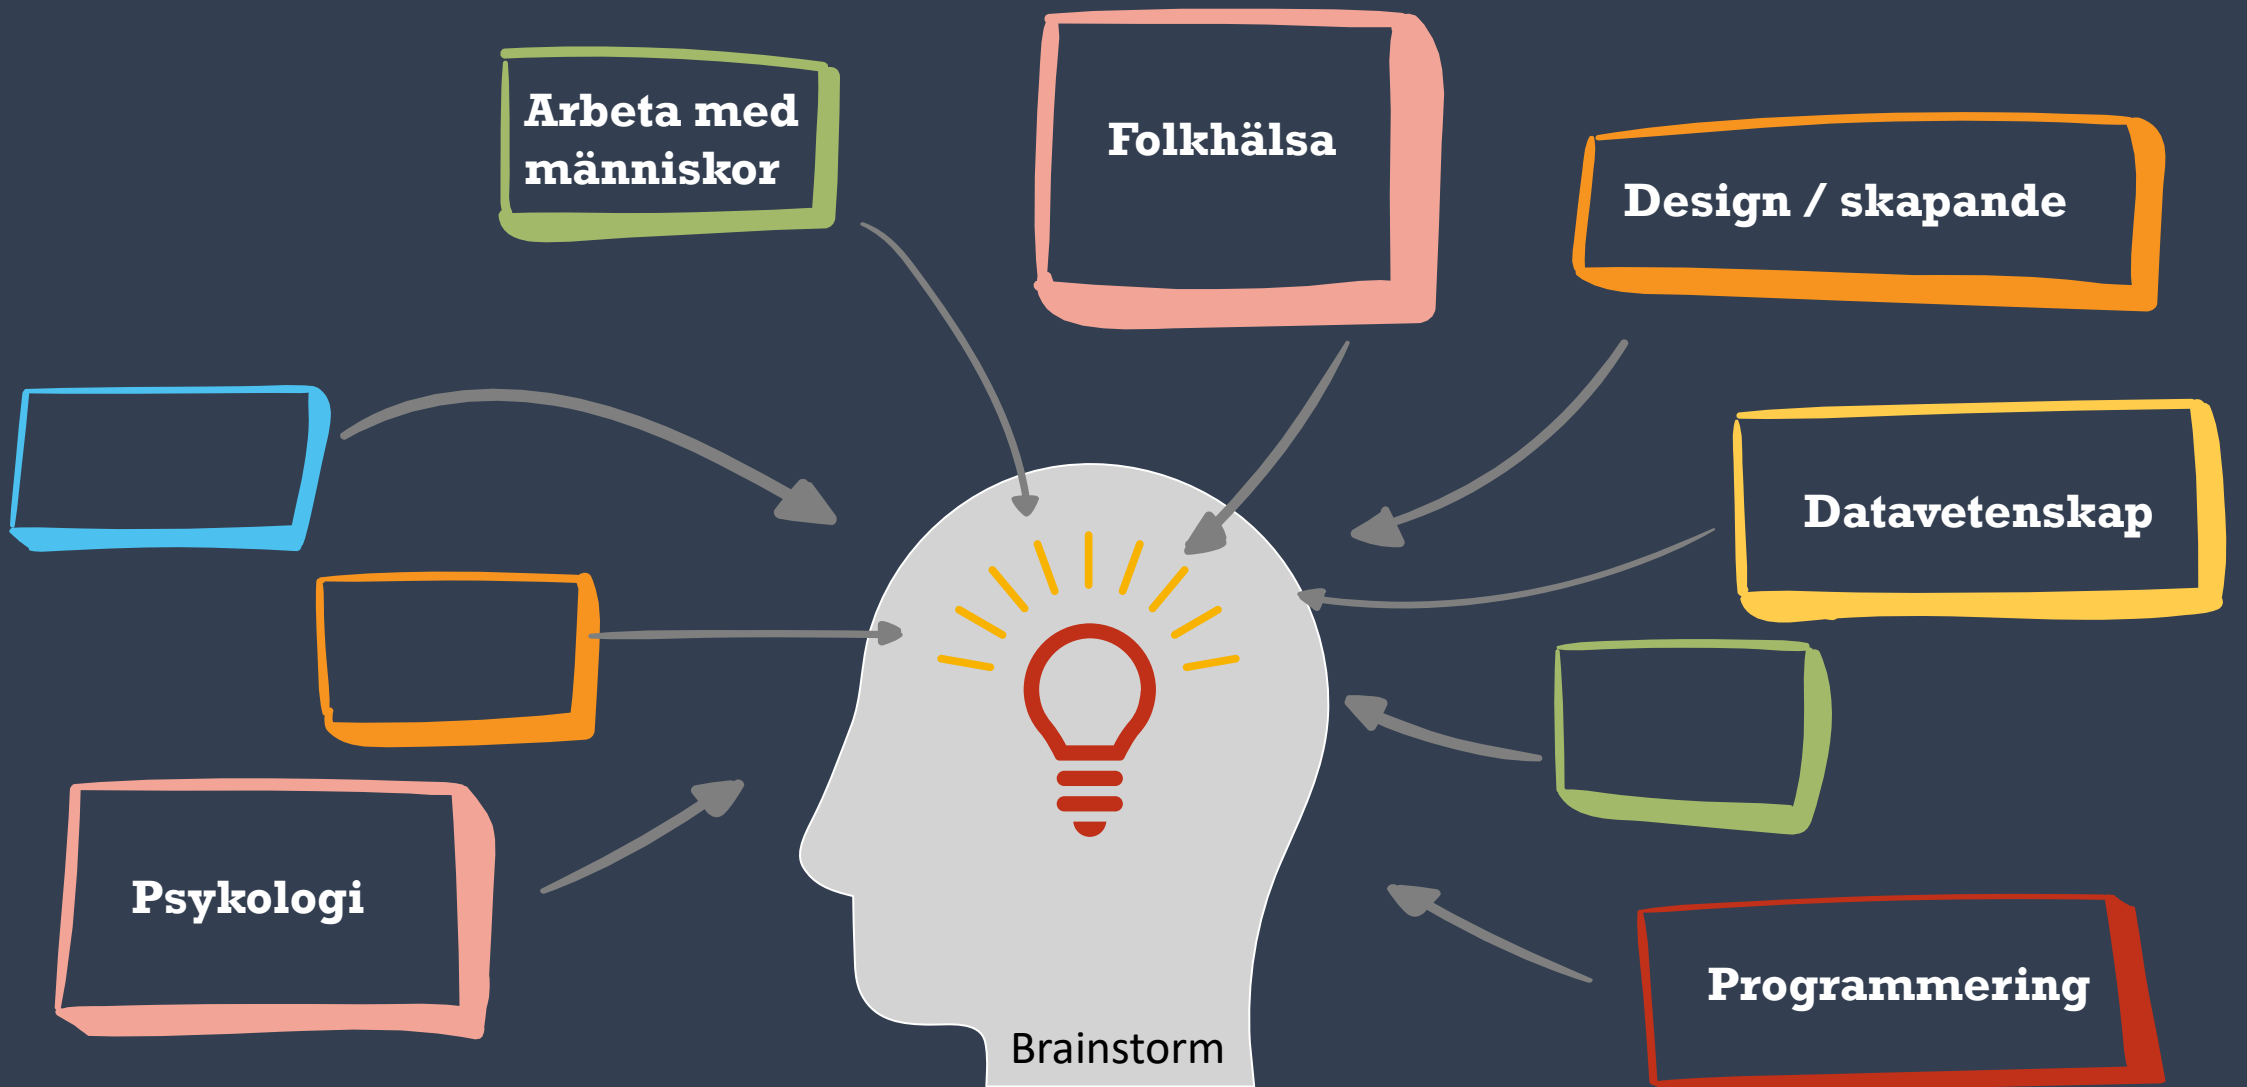 Arbeta med
människor
Folkhälsa
Design / skapande
Datavetenskap
Psykologi
Programmering
Brainstorm